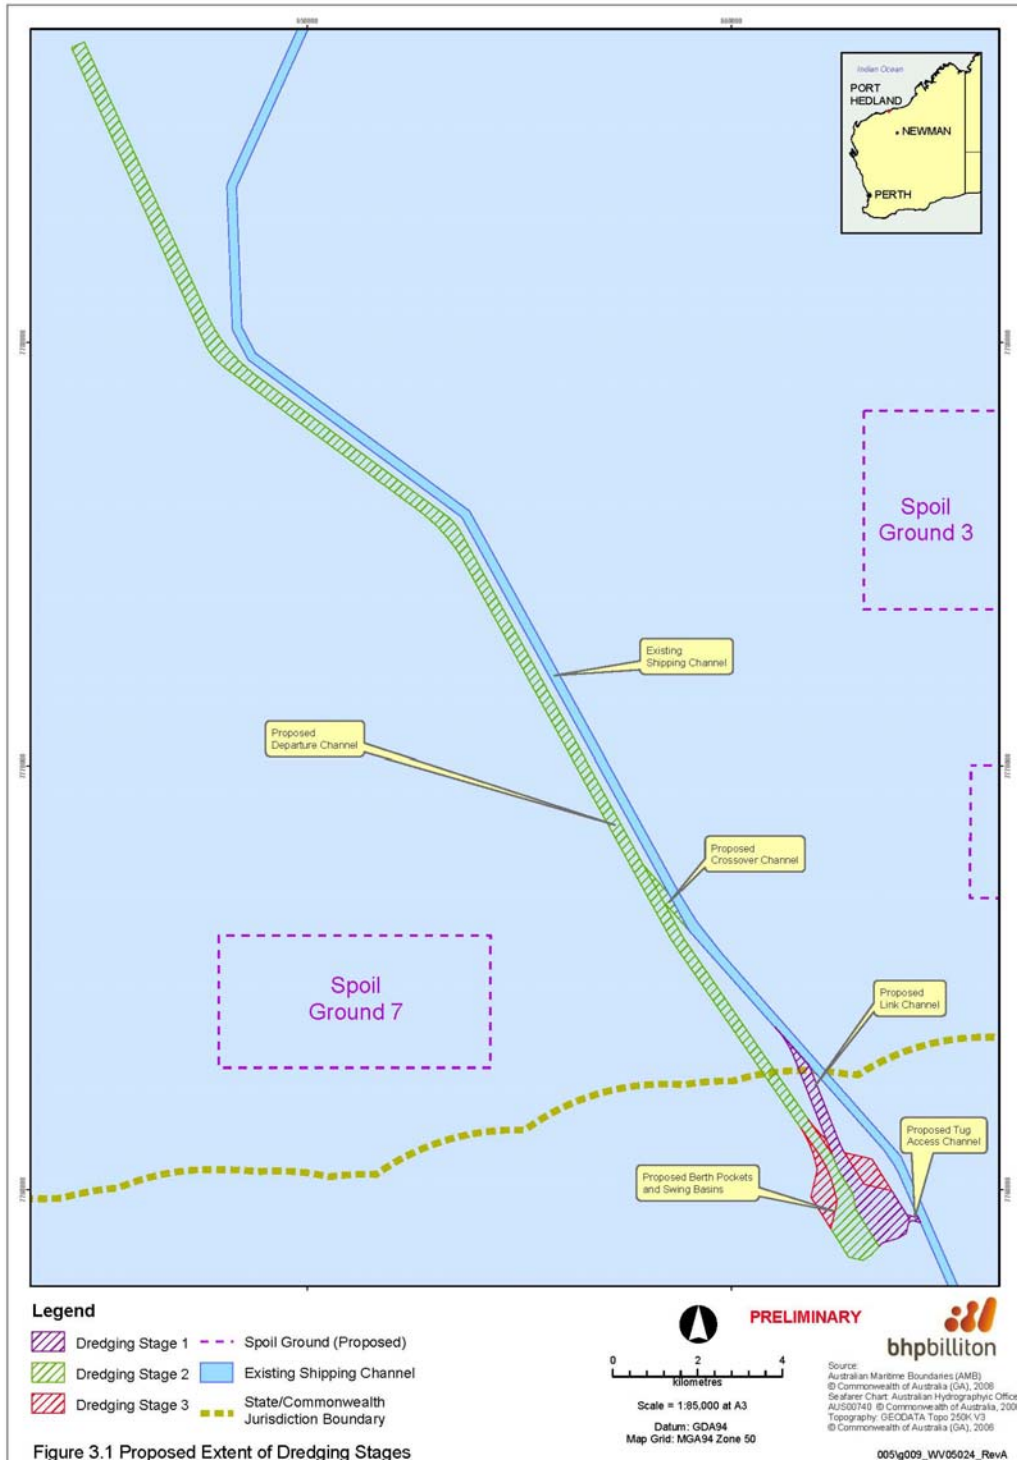 650000
660000
Indian Ocean
PORT
HEDLAND
NEWMAN
PERTH
Spoil
Ground 3
Existing
Shipping Channel
Proposed
Departure Channel
Proposed
Crossover Channel
Spoil
Ground 7
Proposed
Link Channel
Proposed Tug
Access Channel
Proposed Berth Pockets
and Swing Basins
Legend
Dredging Stage 1
Dredging Stage 2
Dredging Stage 3
Spoil Ground (Proposed)
Existing Shipping Channel
State/Commonwealth
Jurisdiction Boundary
0 2 4
kilometres
Scale = 1:85,000 at A3
Datum: GDA94
Map Grid: MGA94 Zone 50
PRELIMINARY
bhpbilliton
Source:
Australian Maritime Boundaries (AMB)
© Commonwealth of Australia (GA), 2006
Seafarer Chart: Australian Hydrographic Office
AUS00740 © Commonwealth of Australia, 200
Topography: GEODATA Topo 250K V3
© Commonwealth of Australia (GA), 2006
Figure 3.1 Proposed Extent of Dredging Stages
005\g009_WV05024_RevA